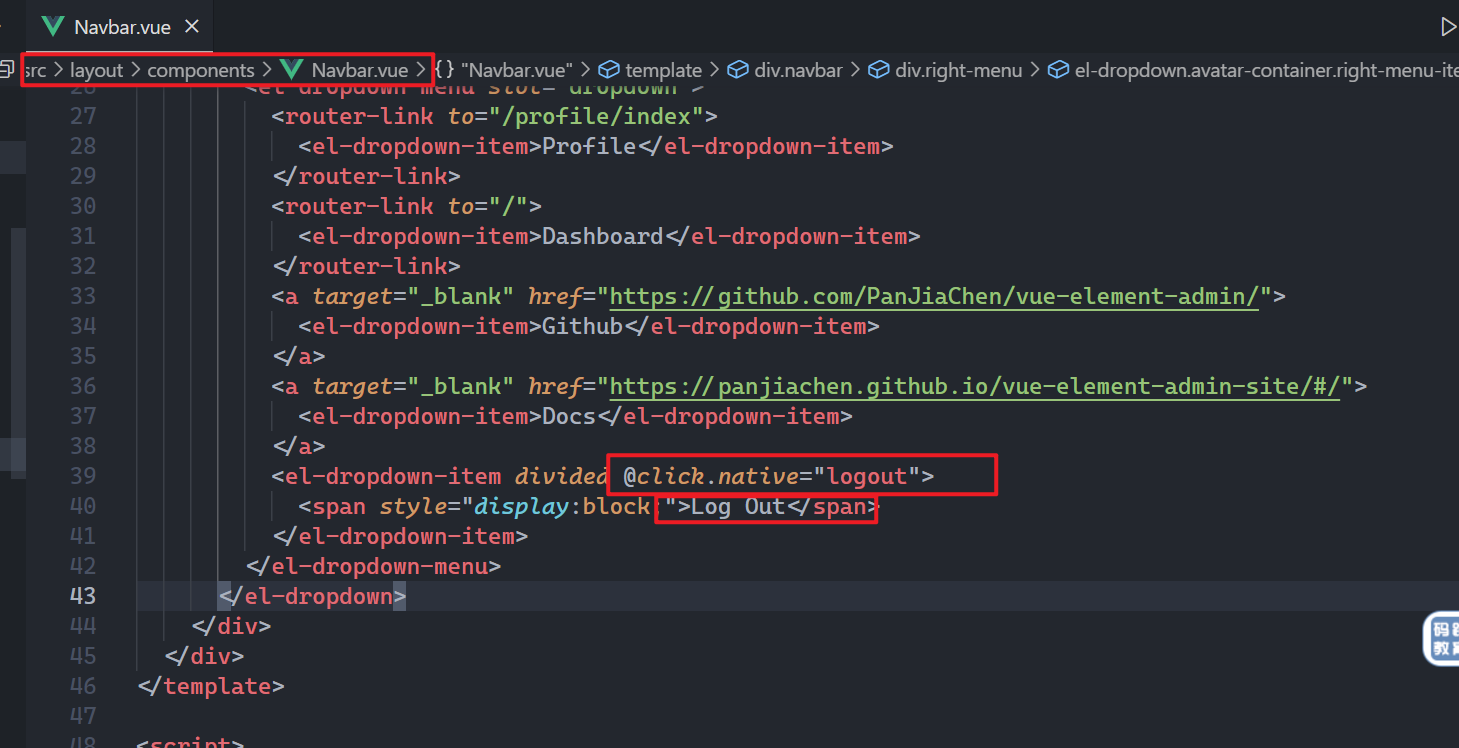 Navbar.vue ×
src > layout > components > Navbar.vue > {} "Navbar.vue" > template > div.navbar > div.right-menu > el-dropdown.avatar-container.right-menu-ite
26 <el-dropdown-menu slot="dropdown">
27 <router-link to="/profile/index">
28 <el-dropdown-item>Profile</el-dropdown-item>
29 </router-link>
30 <router-link to="/">
31 <el-dropdown-item>Dashboard</el-dropdown-item>
32 </router-link>
33 <a target="_blank" href="https://github.com/PanJiaChen/vue-element-admin/">
34 <el-dropdown-item>Github</el-dropdown-item>
35 </a>
36 <a target="_blank" href="https://panjiachen.github.io/vue-element-admin-site/#/">
37 <el-dropdown-item>Docs</el-dropdown-item>
38 </a>
39 <el-dropdown-item divided @click.native="logout">
40 <span style="display:block;">Log Out</span>
41 </el-dropdown-item>
42 </el-dropdown-menu>
43 </el-dropdown>
44 </div>
45 </div>
46 </template>
47
48 <script>
码
教育